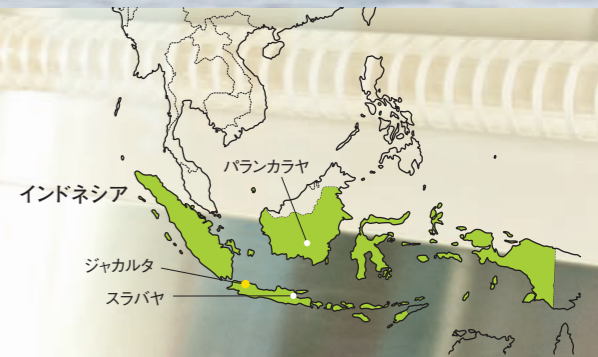 パランカラヤ
インドネシア
ジャカルタ
スラバヤ